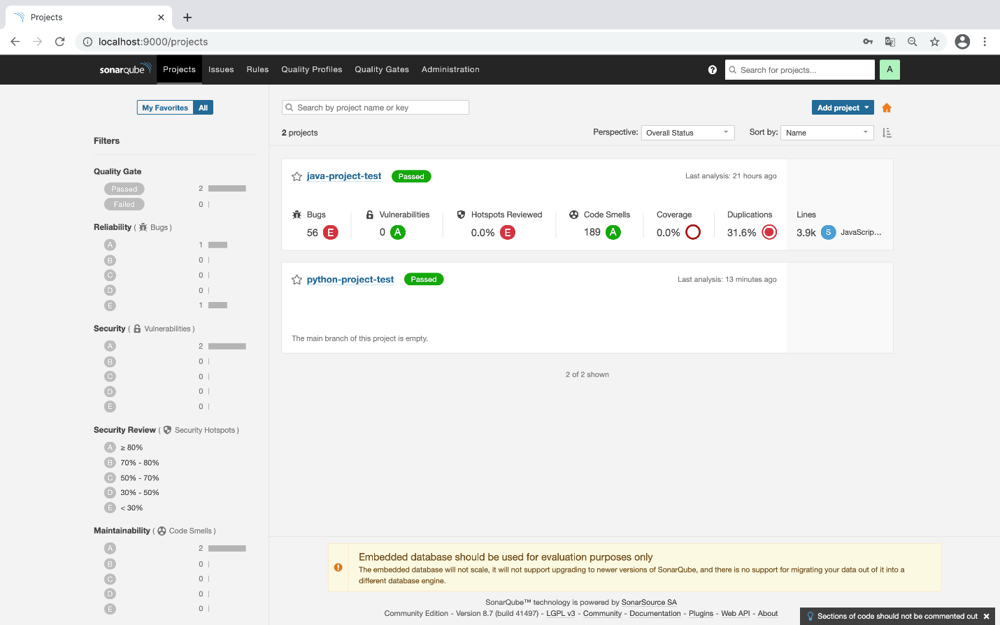 Projects
localhost:9000/projects
sonarqube Projects Issues Rules Quality Profiles Quality Gates Administration ? Search for projects... A
My Favorites All
Search by project name or key
Add project
2 projects
Perspective: Overall Status
Sort by: Name
Filters
Quality Gate
Passed 2
Failed 0
Reliability ( Bugs )
A 1
B 0
C 0
D 0
E 1
Security ( Vulnerabilities )
A 2
B 0
C 0
D 0
E 0
Security Review ( Security Hotspots )
A ≥ 80%
B 70% - 80%
C 50% - 70%
D 30% - 50%
E < 30%
Maintainability ( Code Smells )
A 2
B 0
C 0
D 0
E 0
java-project-test Passed
Last analysis: 21 hours ago
Bugs Vulnerabilities Hotspots Reviewed Code Smells Coverage Duplications Lines
56 E 0 A 0.0% E 189 A 0.0% 31.6% 3.9k S JavaScrip...
python-project-test Passed
Last analysis: 13 minutes ago
The main branch of this project is empty.
2 of 2 shown
Embedded database should be used for evaluation purposes only
The embedded database will not scale, it will not support upgrading to newer versions of SonarQube, and there is no support for migrating your data out of it into a
different database engine.
SonarQube™ technology is powered by SonarSource SA
Community Edition - Version 8.7 (build 41497) - LGPL v3 - Community - Documentation - Plugins - Web API - About
Sections of code should not be commented out